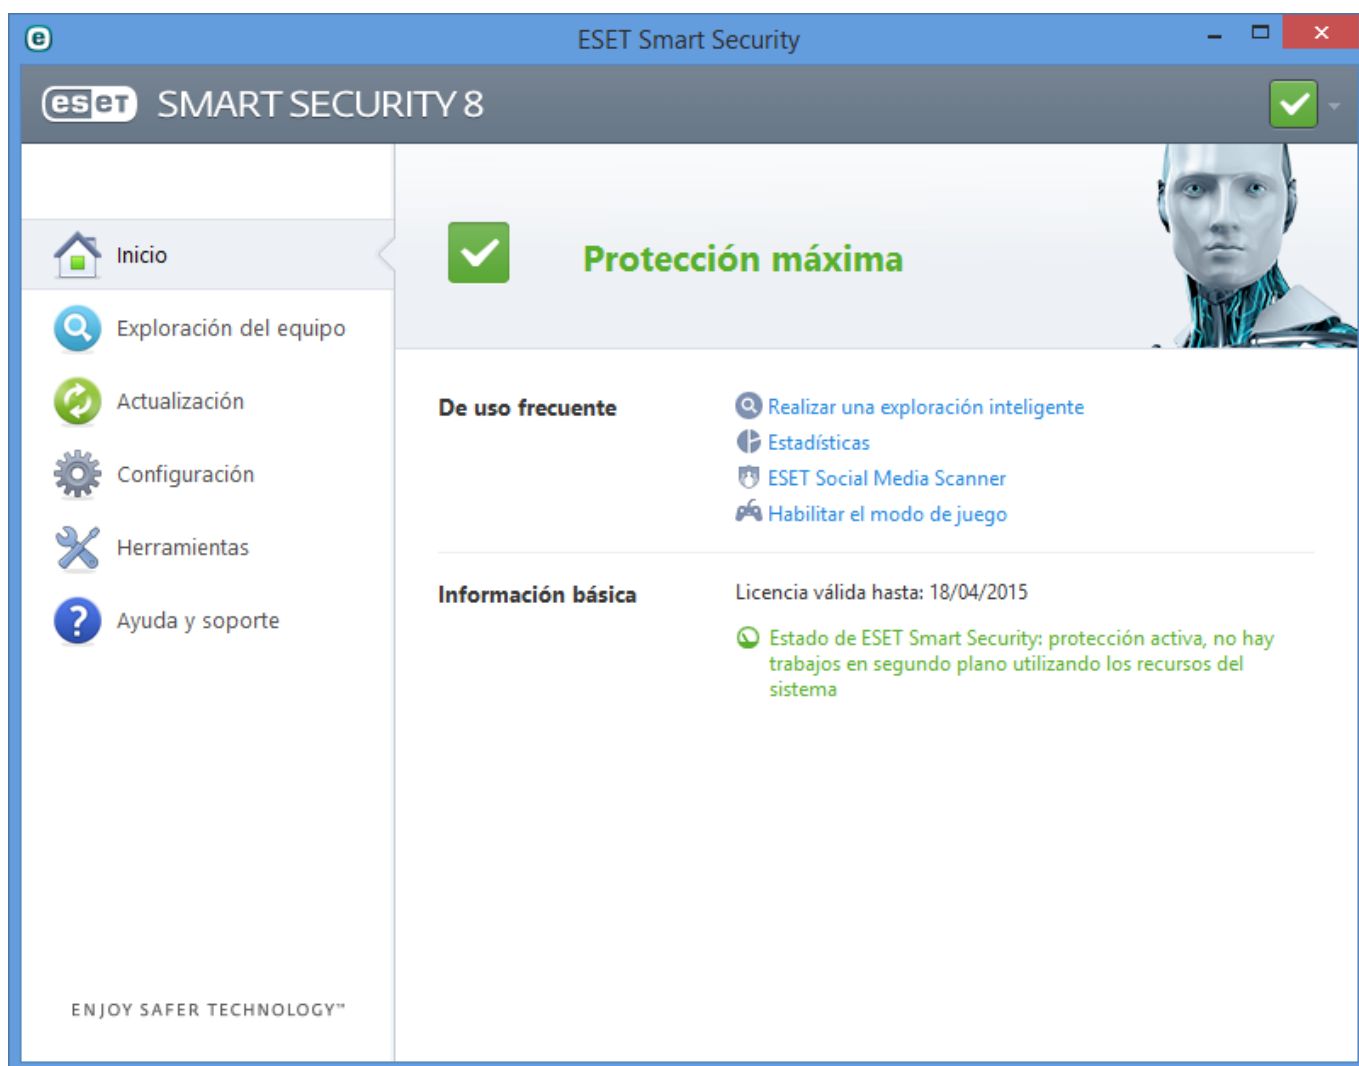 ESET Smart Security
eset SMART SECURITY 8
Inicio
Exploración del equipo
Actualización
Configuración
Herramientas
Ayuda y soporte
ENJOY SAFER TECHNOLOGY™
Protección máxima
De uso frecuente
Realizar una exploración inteligente
Estadísticas
ESET Social Media Scanner
Habilitar el modo de juego
Información básica
Licencia válida hasta: 18/04/2015
Estado de ESET Smart Security: protección activa, no hay
trabajos en segundo plano utilizando los recursos del
sistema